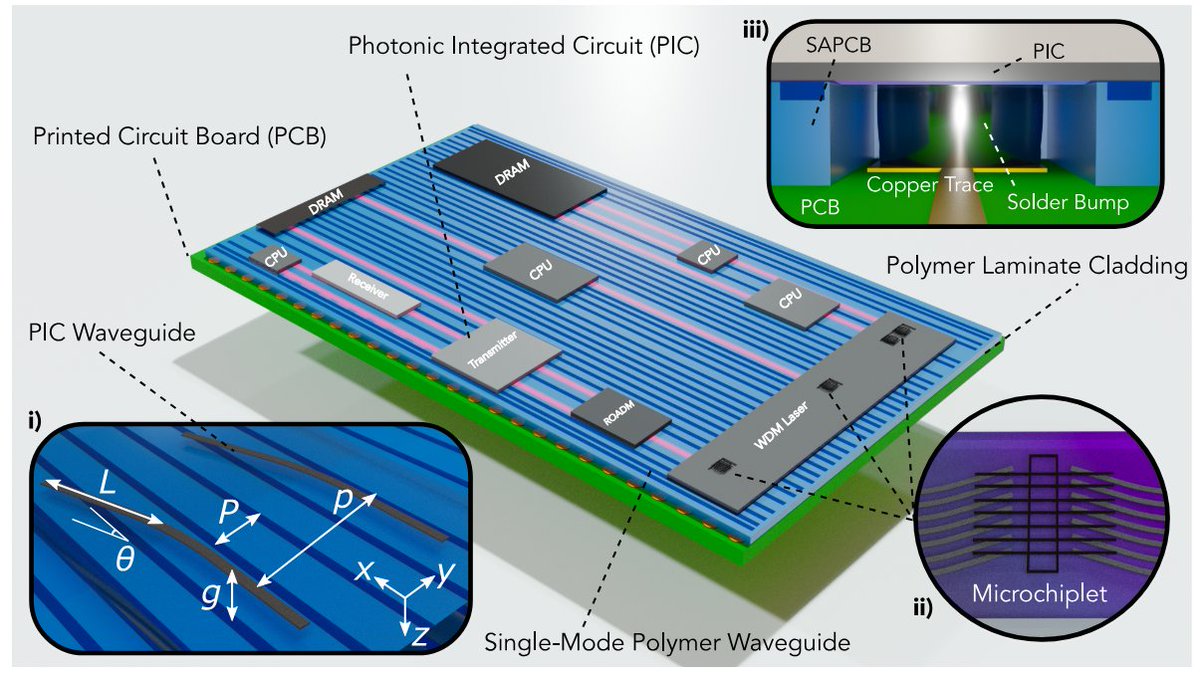 Photonic Integrated Circuit (PIC)
Printed Circuit Board (PCB)
iii)
SAPCB
PIC
Copper Trace
PCB
Solder Bump
DRAM
DRAM
CPU
Receiver
CPU
CPU
CPU
Transmitter
ROADM
WDM Laser
Polymer Laminate Cladding
PIC Waveguide
i)
L
P
p
θ
g
x
y
z
Single-Mode Polymer Waveguide
ii)
Microchiplet